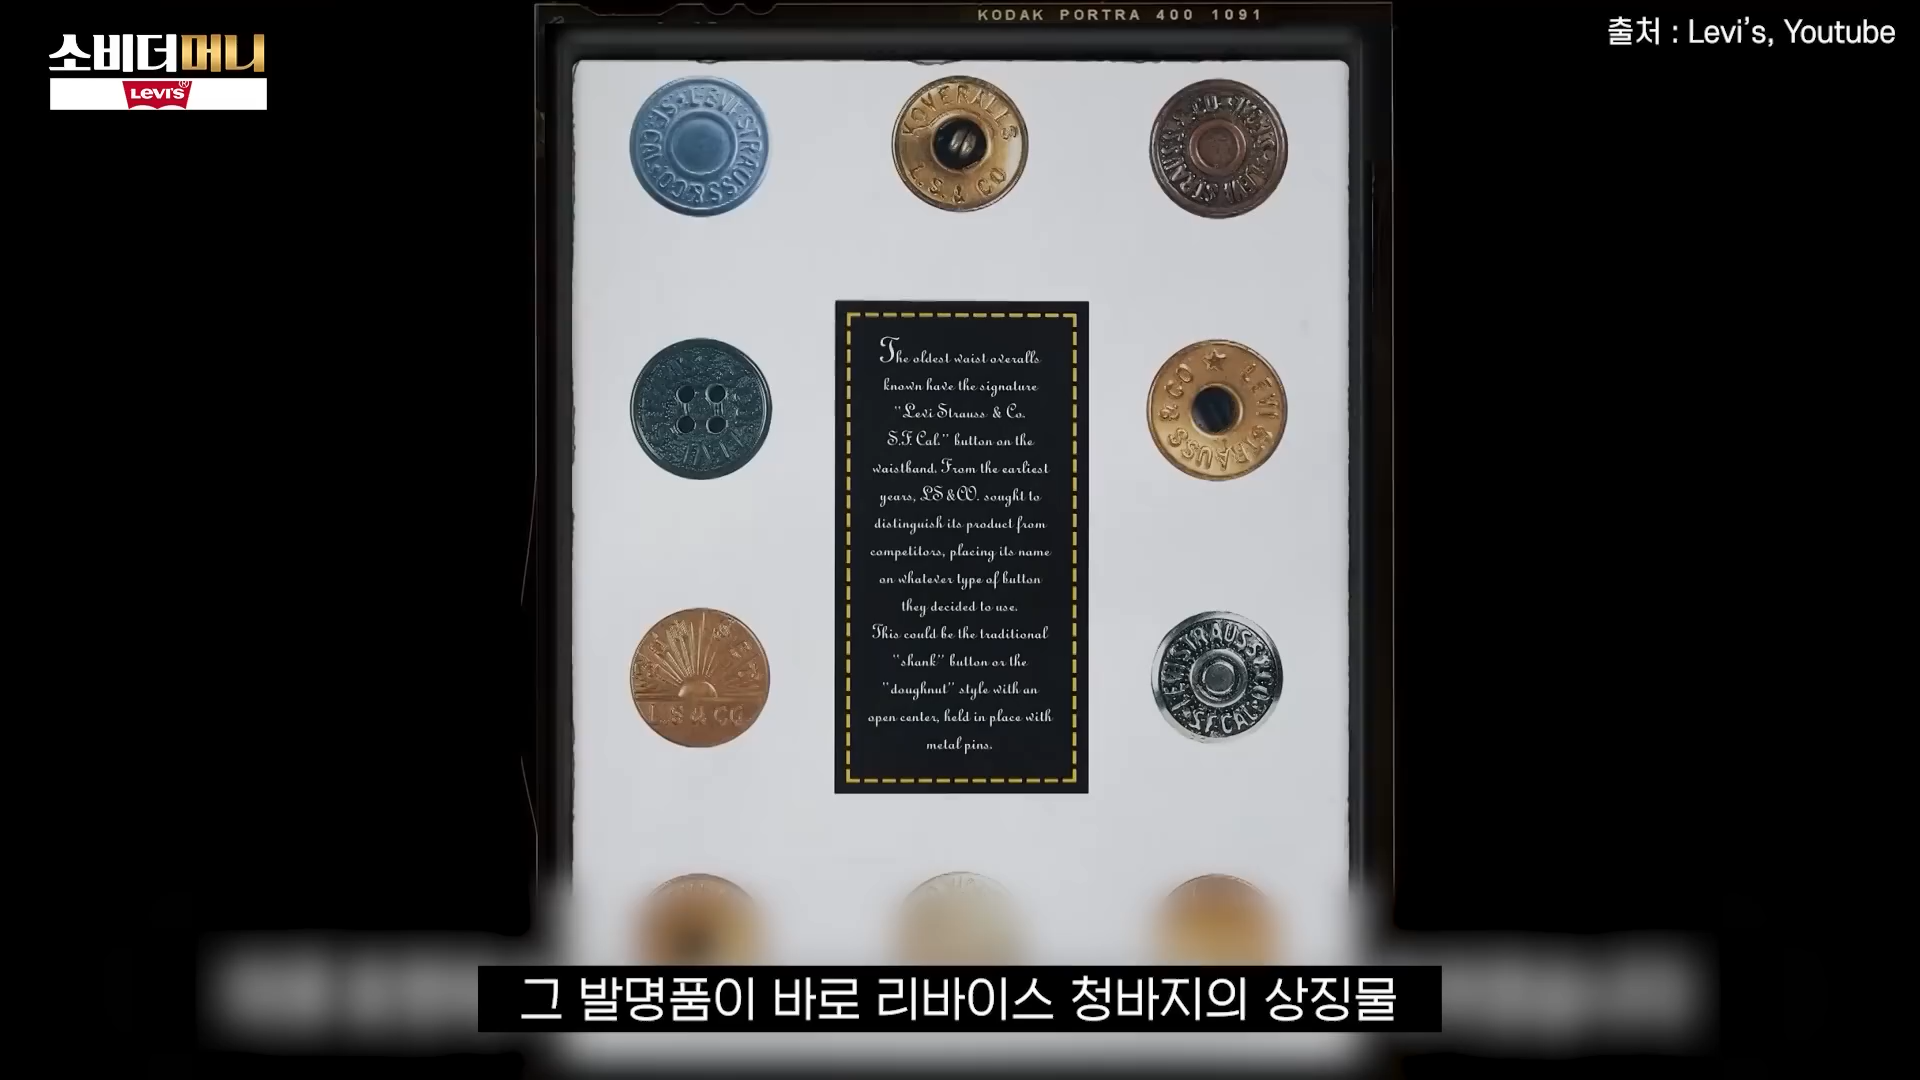 KODAK PORTRA 400 1091
소비더머니
LEVI'S
출처 : Levi's, Youtube
LEVI STRAUSS & CO. S.F. CAL.
KOVERALLS
L.S. & CO
LEVI STRAUSS & CO
& CO ★ LEVI STRAUSS
L.S & CO.
LEVI STRAUSS & CO
S.F. CAL
The oldest waist overalls
known have the signature
"Levi Strauss & Co.
S.F. Cal." button on the
waistband. From the earliest
years, LS&CO. sought to
distinguish its product from
competitors, placing its name
on whatever type of button
they decided to use.
This could be the traditional
"shank" button or the
"doughnut" style with an
open center, held in place with
metal pins.
그 발명품이 바로 리바이스 청바지의 상징물